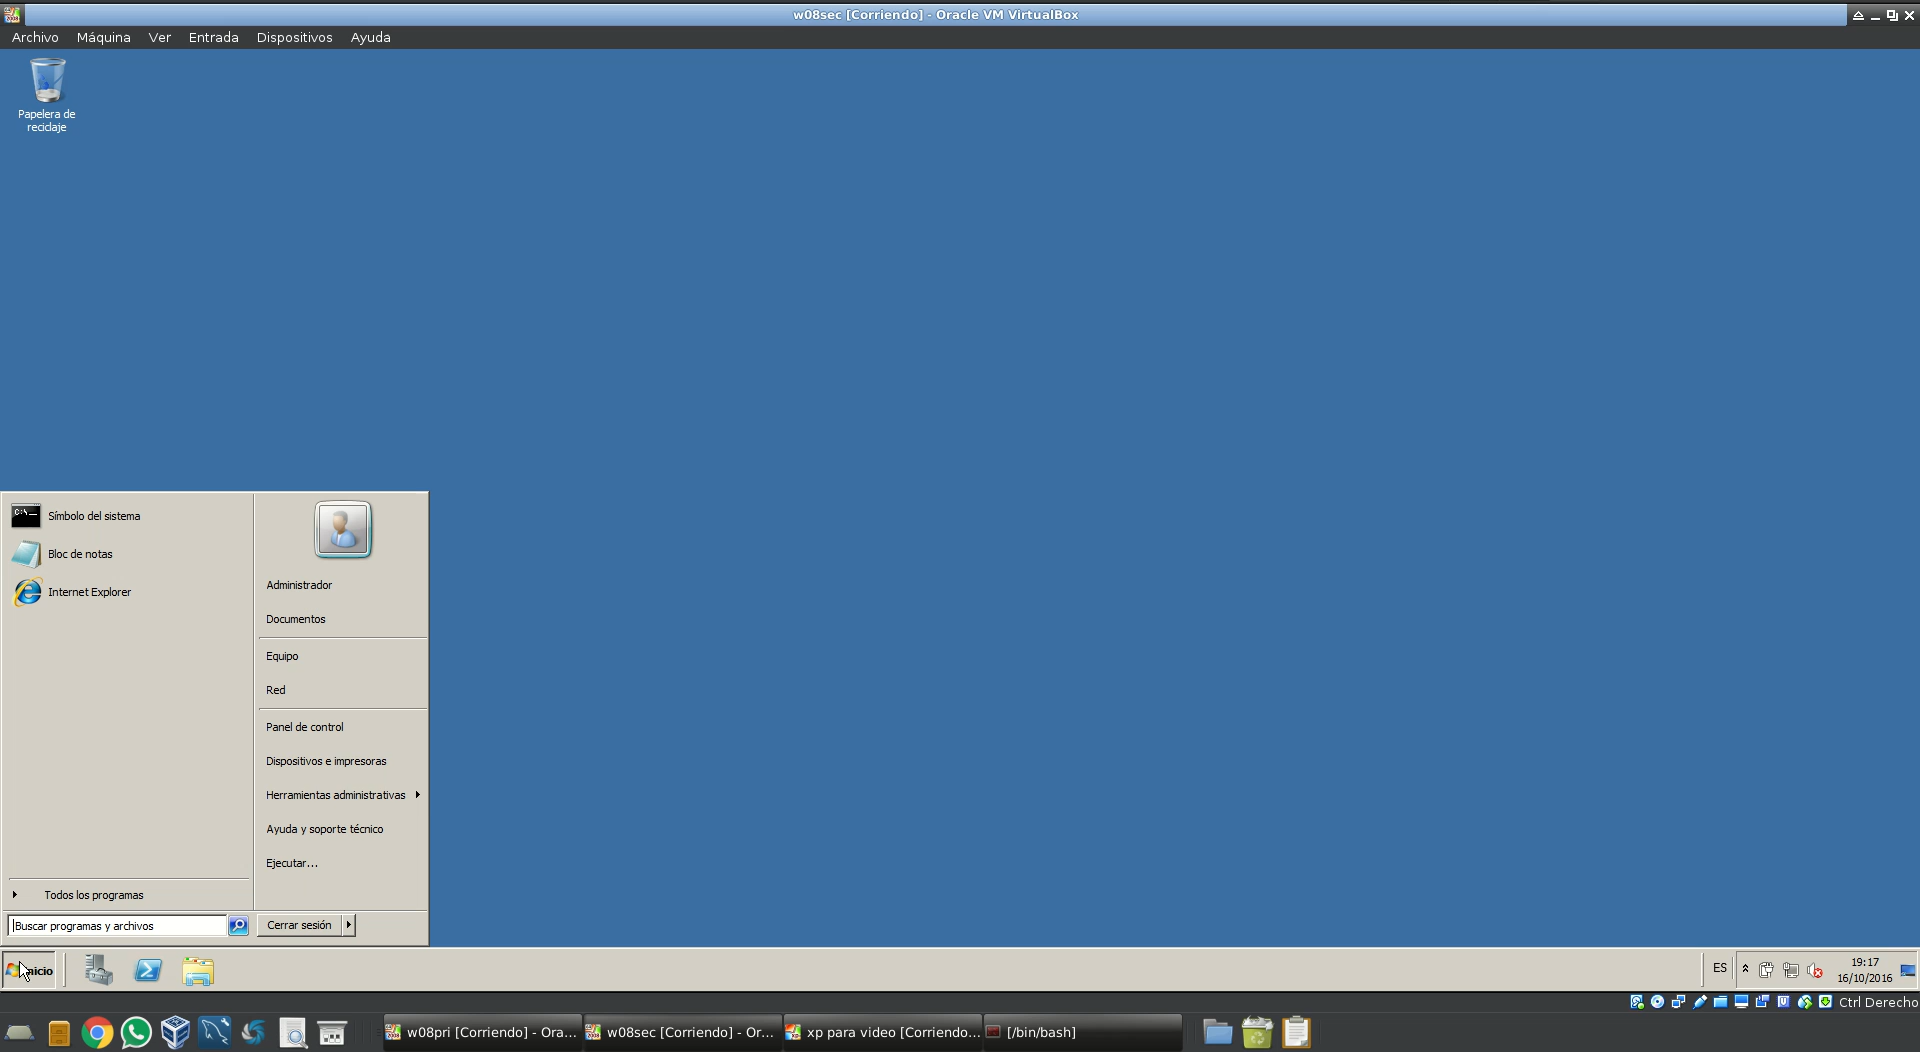 w08sec [Corriendo] - Oracle VM VirtualBox
Archivo Máquina Ver Entrada Dispositivos Ayuda
Papelera de
reciclaje
Símbolo del sistema
Bloc de notas
Internet Explorer
Todos los programas
Buscar programas y archivos
Administrador
Documentos
Equipo
Red
Panel de control
Dispositivos e impresoras
Herramientas administrativas
Ayuda y soporte técnico
Ejecutar...
Cerrar sesión
nicio
ES
19:17
16/10/2016
Ctrl Derecho
w08pri [Corriendo] - Ora... w08sec [Corriendo] - Or... xp para video [Corriendo... [/bin/bash]